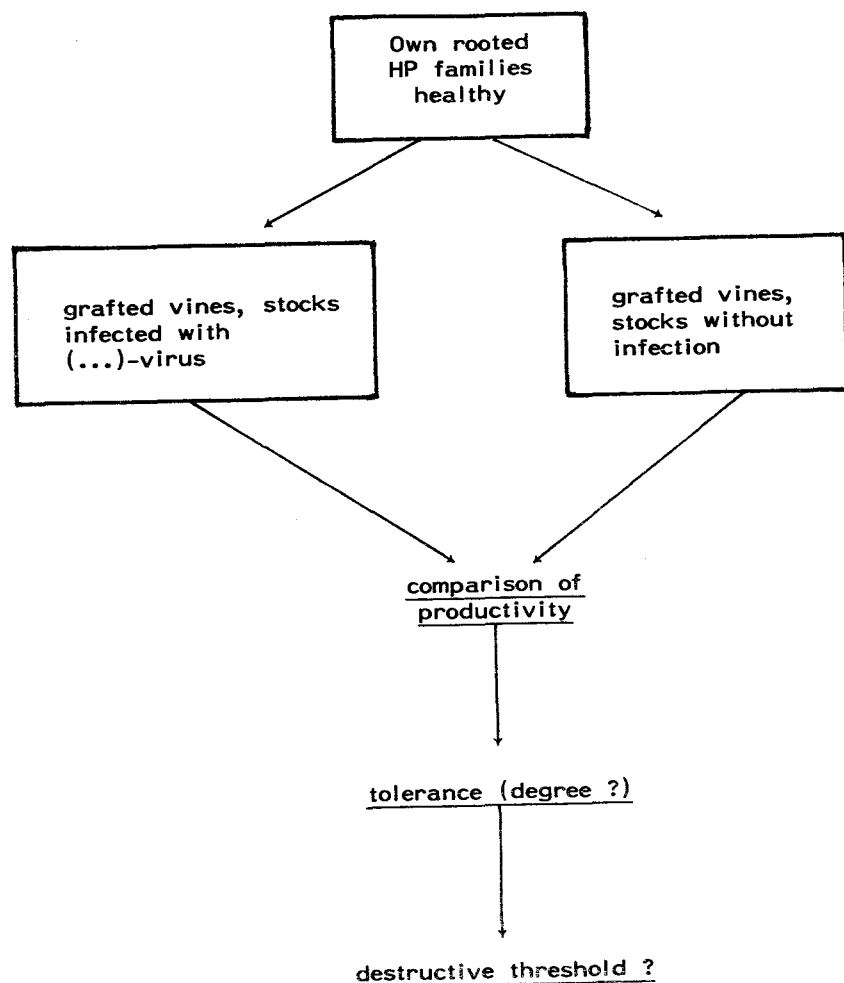 Own rooted
HP families
healthy
grafted vines, stocks
infected with
(...)-virus
grafted vines,
stocks without
infection
comparison of
productivity
tolerance (degree ?)
destructive threshold ?